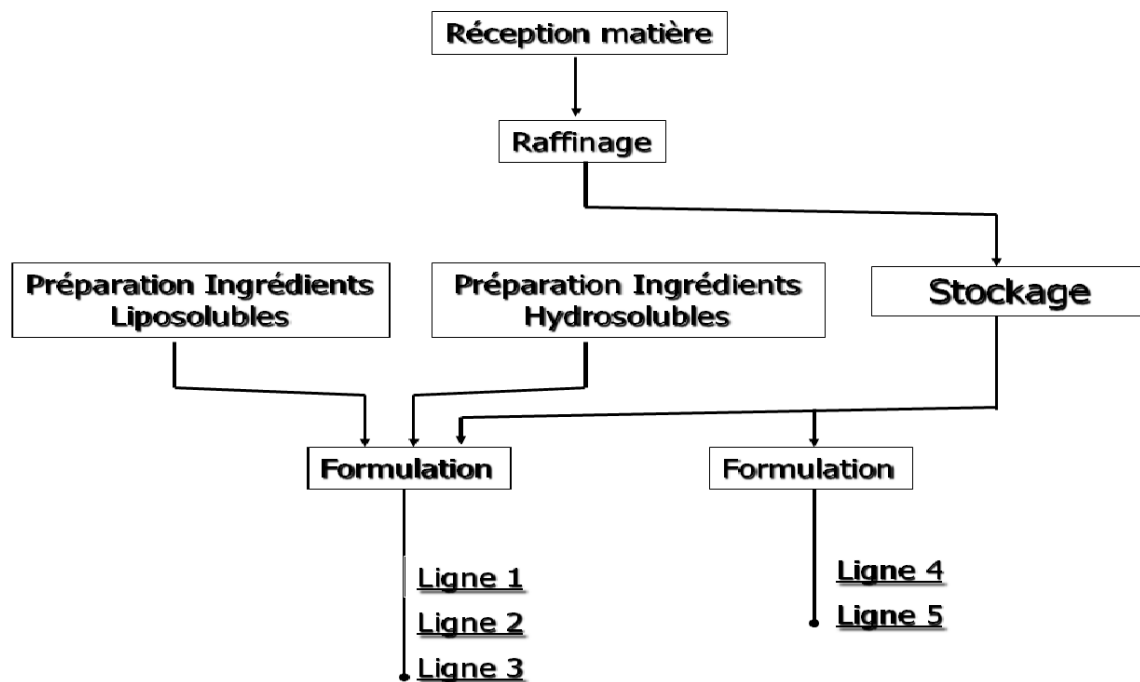 Réception matière
Raffinage
Préparation Ingrédients
Liposolubles
Préparation Ingrédients
Hydrosolubles
Stockage
Formulation
Formulation
Ligne 1
Ligne 2
Ligne 3
Ligne 4
Ligne 5